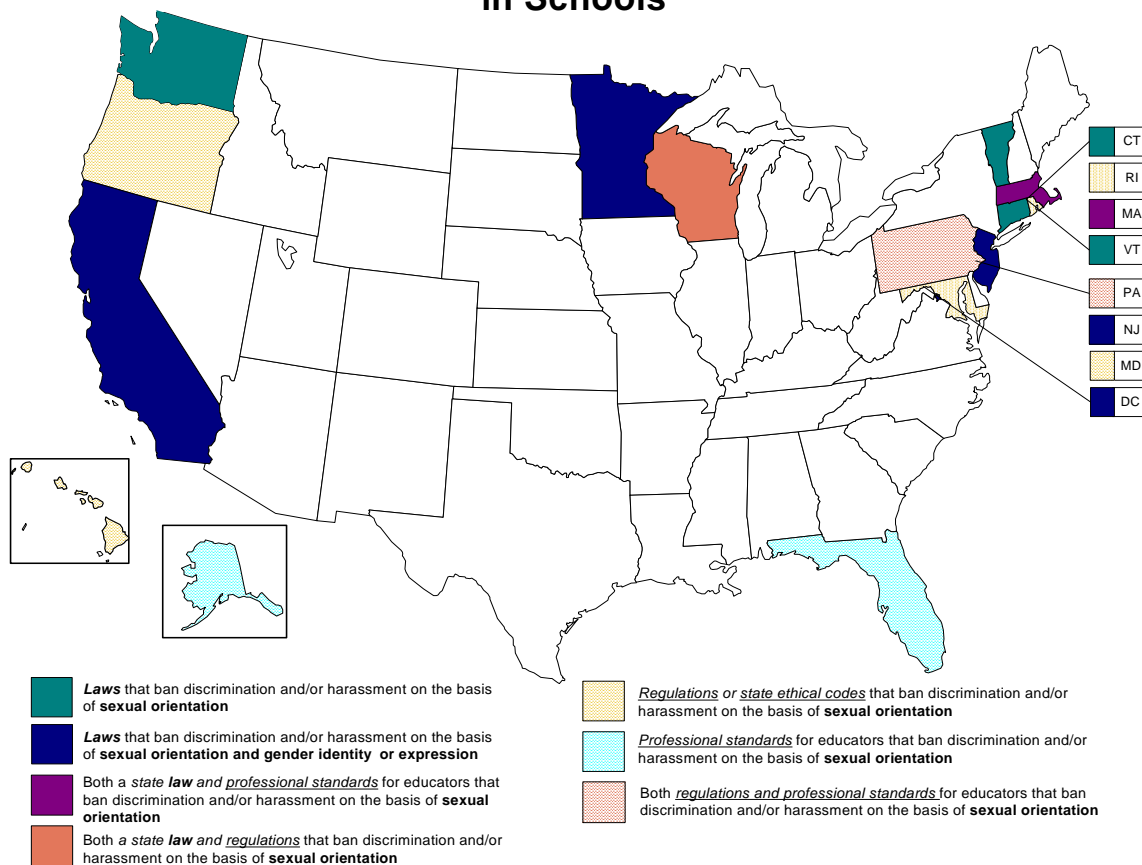 in Schools
CT
RI
MA
VT
PA
NJ
MD
DC
Laws that ban discrimination and/or harassment on the basis
of sexual orientation
Laws that ban discrimination and/or harassment on the basis
of sexual orientation and gender identity or expression
Both a state law and professional standards for educators that
ban discrimination and/or harassment on the basis of sexual
orientation
Both a state law and regulations that ban discrimination and/or
harassment on the basis of sexual orientation
Regulations or state ethical codes that ban discrimination and/or
harassment on the basis of sexual orientation
Professional standards for educators that ban discrimination and/or
harassment on the basis of sexual orientation
Both regulations and professional standards for educators that ban
discrimination and/or harassment on the basis of sexual orientation